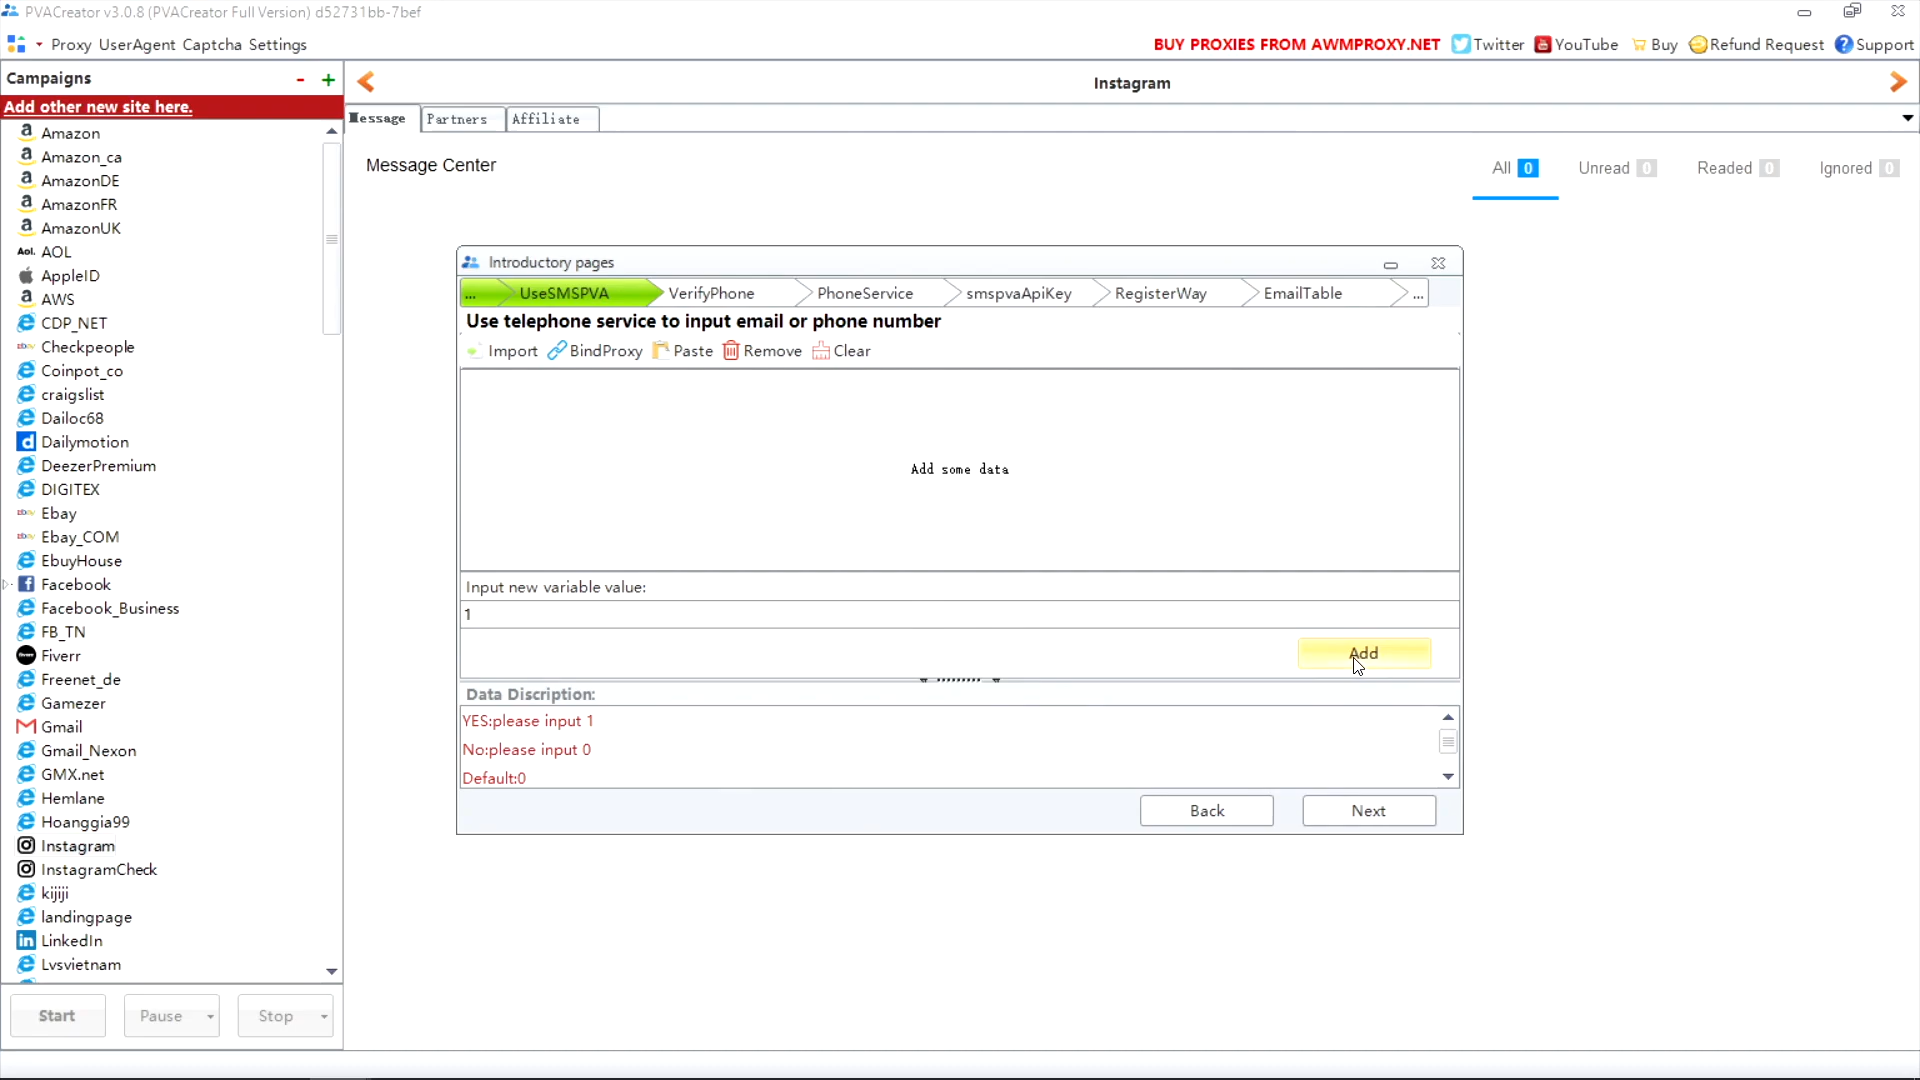 PVACreator v3.0.8 (PVACreator Full Version) d52731bb-7bef
Proxy UserAgent Captcha Settings
BUY PROXIES FROM AWMPROXY.NET Twitter YouTube Buy Refund Request Support
Campaigns - +
Instagram
Add other new site here.
Message Partners Affiliate
Message Center
All 0 Unread 0 Readed 0 Ignored 0
Amazon
Amazon_ca
AmazonDE
AmazonFR
AmazonUK
AOL
AppleID
AWS
CDP_NET
Checkpeople
Coinpot_co
craigslist
Dailoc68
Dailymotion
DeezerPremium
DIGITEX
Ebay
Ebay_COM
EbuyHouse
Facebook
Facebook_Business
FB_TN
Fiverr
Freenet_de
Gamezer
Gmail
Gmail_Nexon
GMX.net
Hemlane
Hoanggia99
Instagram
InstagramCheck
kijiji
landingpage
LinkedIn
Lvsvietnam
Start Pause Stop
Introductory pages
... UseSMSPVA VerifyPhone PhoneService smspvaApiKey RegisterWay EmailTable ...
Use telephone service to input email or phone number
Import BindProxy Paste Remove Clear
Add some data
Input new variable value:
1
Add
Data Discription:
YES:please input 1
No:please input 0
Default:0
Back Next